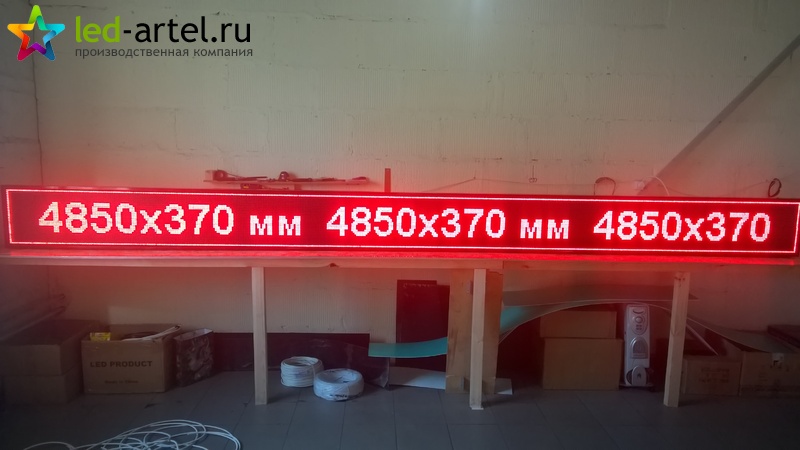 led-artel.ru
производственная компания
4850x370 мм 4850x370 мм 4850x370
LED PRODUCT